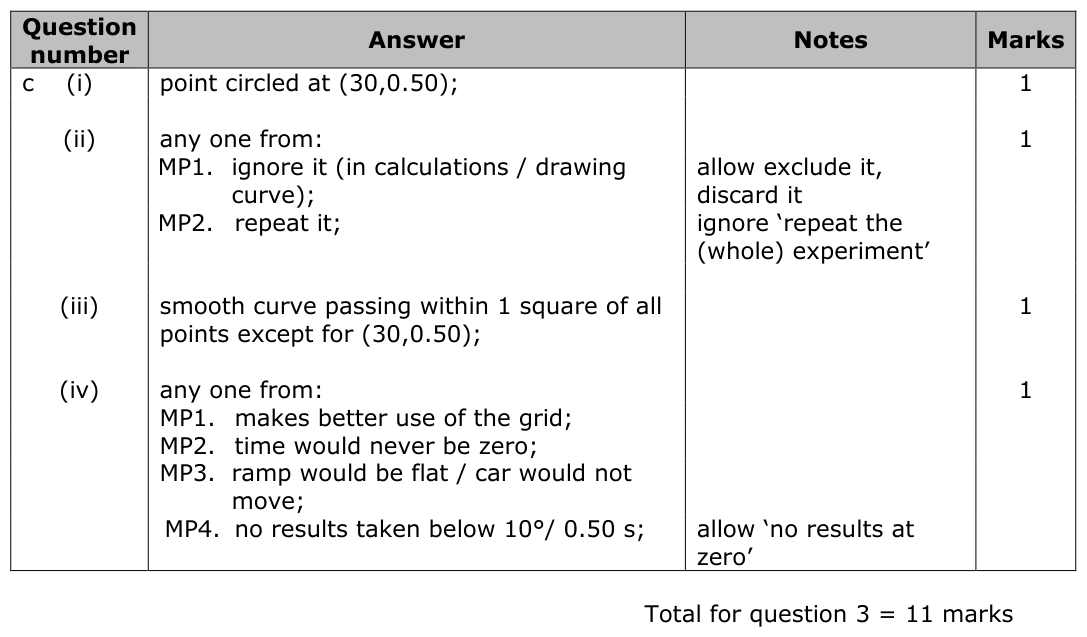 Question number Answer Notes Marks
c (i) point circled at (30,0.50); 1
(ii) any one from: 1
MP1. ignore it (in calculations / drawing allow exclude it,
curve); discard it
MP2. repeat it; ignore ‘repeat the
(whole) experiment’
(iii) smooth curve passing within 1 square of all 1
points except for (30,0.50);
(iv) any one from: 1
MP1. makes better use of the grid;
MP2. time would never be zero;
MP3. ramp would be flat / car would not
move;
MP4. no results taken below 10°/ 0.50 s; allow ‘no results at
zero’
Total for question 3 = 11 marks